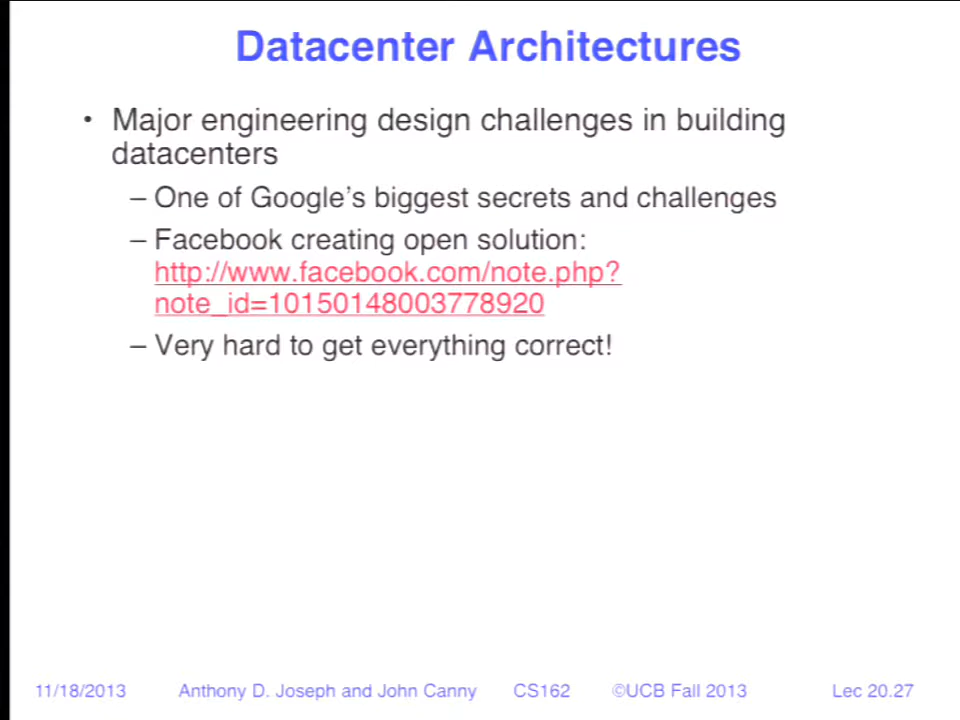 Datacenter Architectures
• Major engineering design challenges in building
datacenters
– One of Google's biggest secrets and challenges
– Facebook creating open solution:
http://www.facebook.com/note.php?
note_id=10150148003778920
– Very hard to get everything correct!
11/18/2013 Anthony D. Joseph and John Canny CS162 ©UCB Fall 2013 Lec 20.27